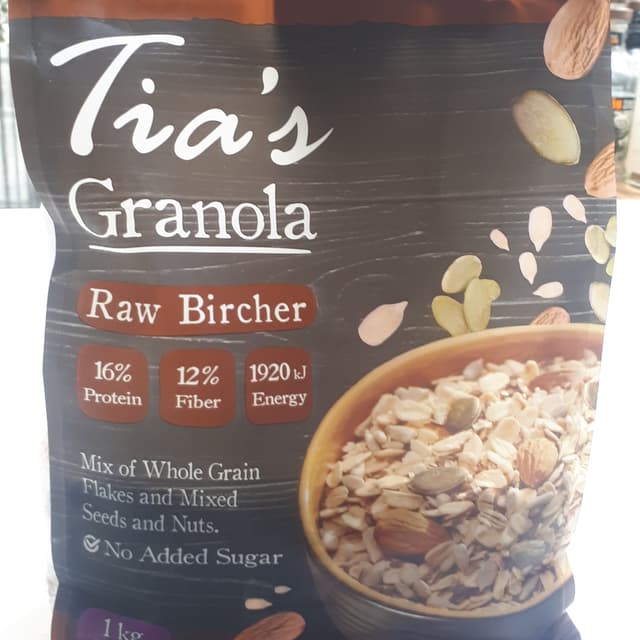 Tia's
Granola
Raw Bircher
16%
Protein
12%
Fiber
1920 kJ
Energy
Mix of Whole Grain
Flakes and Mixed
Seeds and Nuts.
No Added Sugar
1 kg